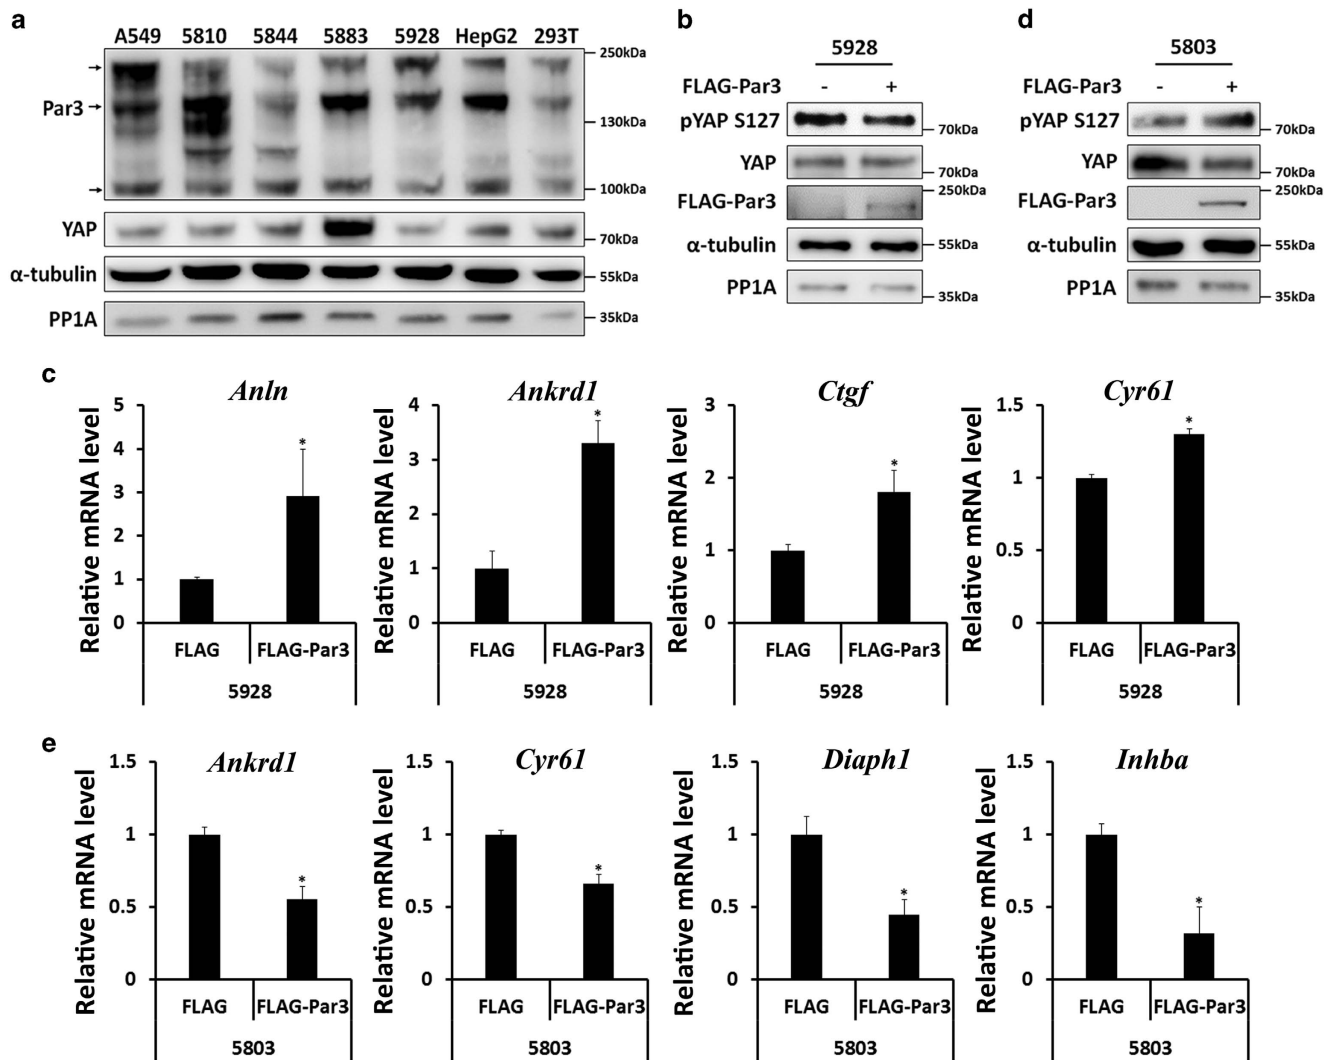 a
A549 5810 5844 5883 5928 HepG2 293T
250kDa
Par3
130kDa
100kDa
YAP
70kDa
α-tubulin
55kDa
PP1A
35kDa
b
5928
FLAG-Par3 - +
pYAP S127
70kDa
YAP
70kDa
250kDa
FLAG-Par3
α-tubulin
55kDa
PP1A
35kDa
d
5803
FLAG-Par3 - +
pYAP S127
70kDa
YAP
70kDa
250kDa
FLAG-Par3
α-tubulin
55kDa
PP1A
35kDa
c
Anln
Relative mRNA level
5
4
3
2
1
0
*
FLAG FLAG-Par3
5928
Ankrd1
Relative mRNA level
4
3
2
1
0
*
FLAG FLAG-Par3
5928
Ctgf
Relative mRNA level
3
2
1
0
*
FLAG FLAG-Par3
5928
Cyr61
Relative mRNA level
1.5
1
0.5
0
*
FLAG FLAG-Par3
5928
e
Ankrd1
Relative mRNA level
1.5
1
0.5
0
*
FLAG FLAG-Par3
5803
Cyr61
Relative mRNA level
1.5
1
0.5
0
*
FLAG FLAG-Par3
5803
Diaph1
Relative mRNA level
1.5
1
0.5
0
*
FLAG FLAG-Par3
5803
Inhba
Relative mRNA level
1.5
1
0.5
0
*
FLAG FLAG-Par3
5803